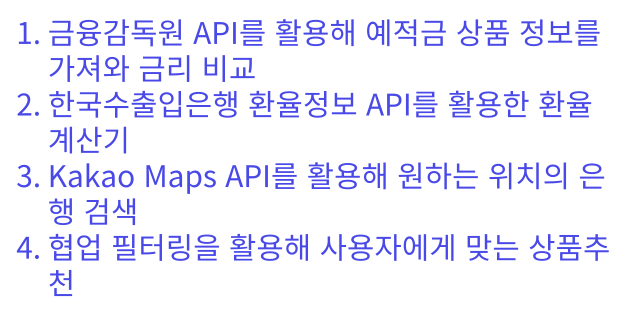 1. 금융감독원 API를 활용해 예적금 상품 정보를
가져와 금리 비교
2. 한국수출입은행 환율정보 API를 활용한 환율
계산기
3. Kakao Maps API를 활용해 원하는 위치의 은
행 검색
4. 협업 필터링을 활용해 사용자에게 맞는 상품추
천